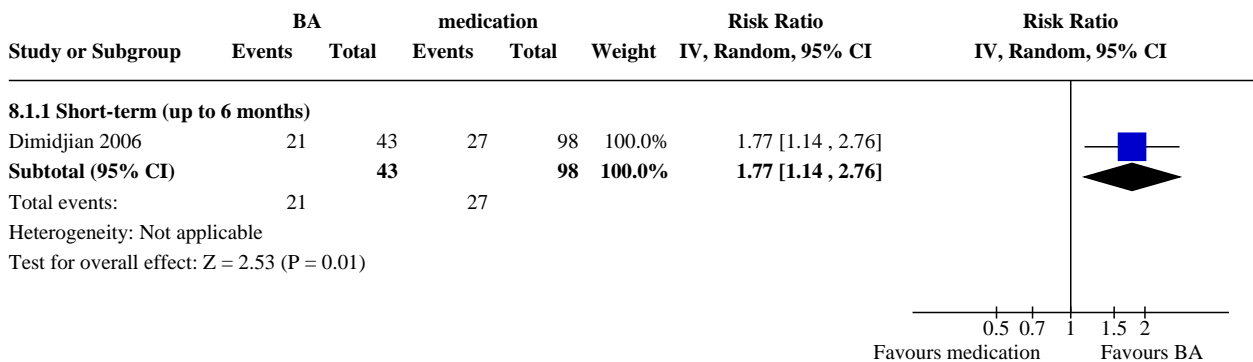 BA medication Risk Ratio Risk Ratio
Study or Subgroup Events Total Events Total Weight IV, Random, 95% CI IV, Random, 95% CI
8.1.1 Short-term (up to 6 months)
Dimidjian 2006 21 43 27 98 100.0% 1.77 [1.14 , 2.76]
Subtotal (95% CI) 43 98 100.0% 1.77 [1.14 , 2.76]
Total events: 21 27
Heterogeneity: Not applicable
Test for overall effect: Z = 2.53 (P = 0.01)
0.5 0.7 1 1.5 2
Favours medication Favours BA